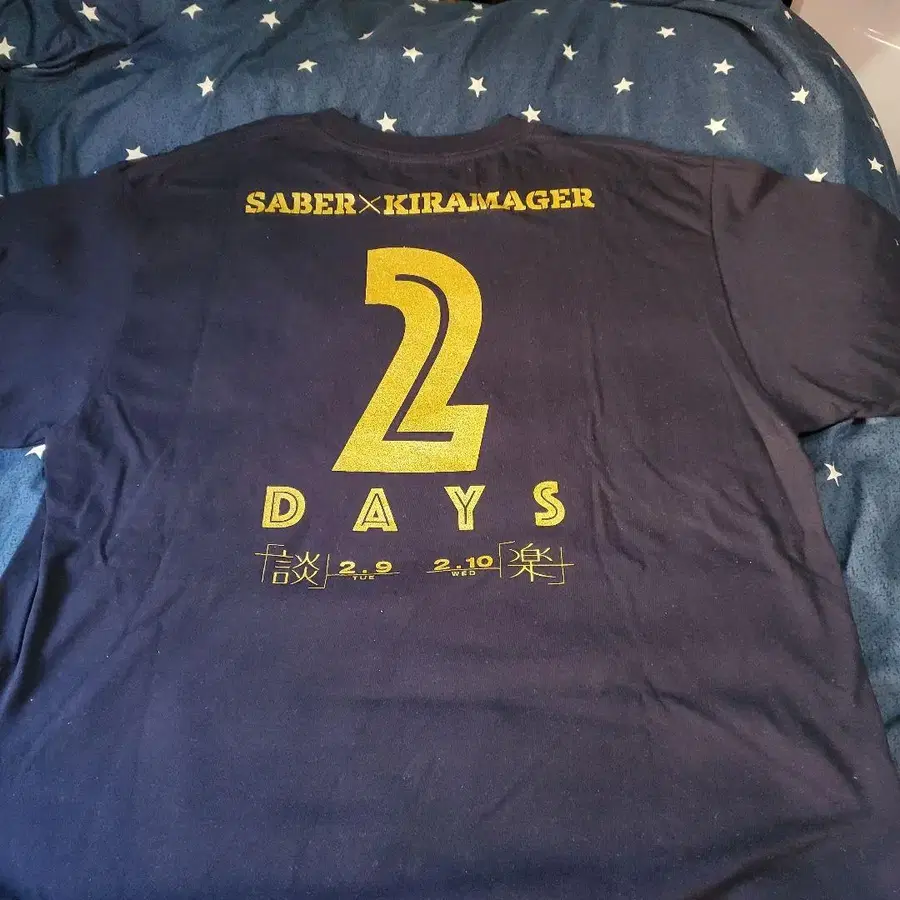 SABER×KIRAMAGER
2
DAYS
「談」2.9 TUE 2.10 WED「楽」